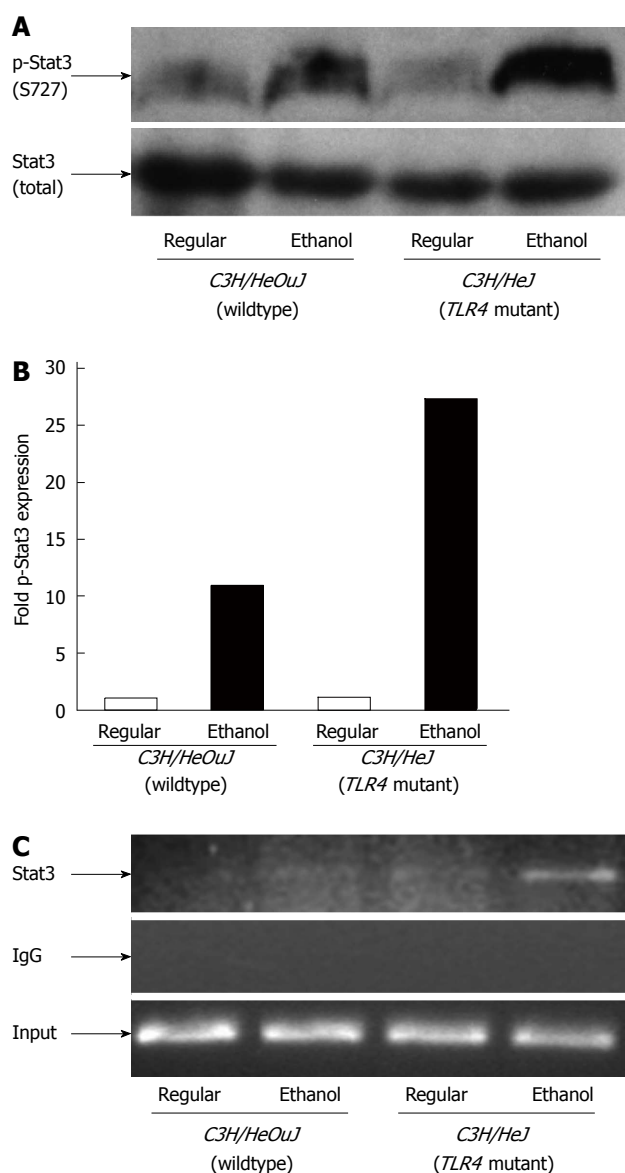 A
p-Stat3
(S727)
Stat3
(total)
Regular Ethanol Regular Ethanol
C3H/HeOuJ C3H/HeJ
(wildtype) (TLR4 mutant)
B
Fold p-Stat3 expression
30
25
20
15
10
5
0
Regular Ethanol Regular Ethanol
C3H/HeOuJ C3H/HeJ
(wildtype) (TLR4 mutant)
C
Stat3
IgG
Input
Regular Ethanol Regular Ethanol
C3H/HeOuJ C3H/HeJ
(wildtype) (TLR4 mutant)